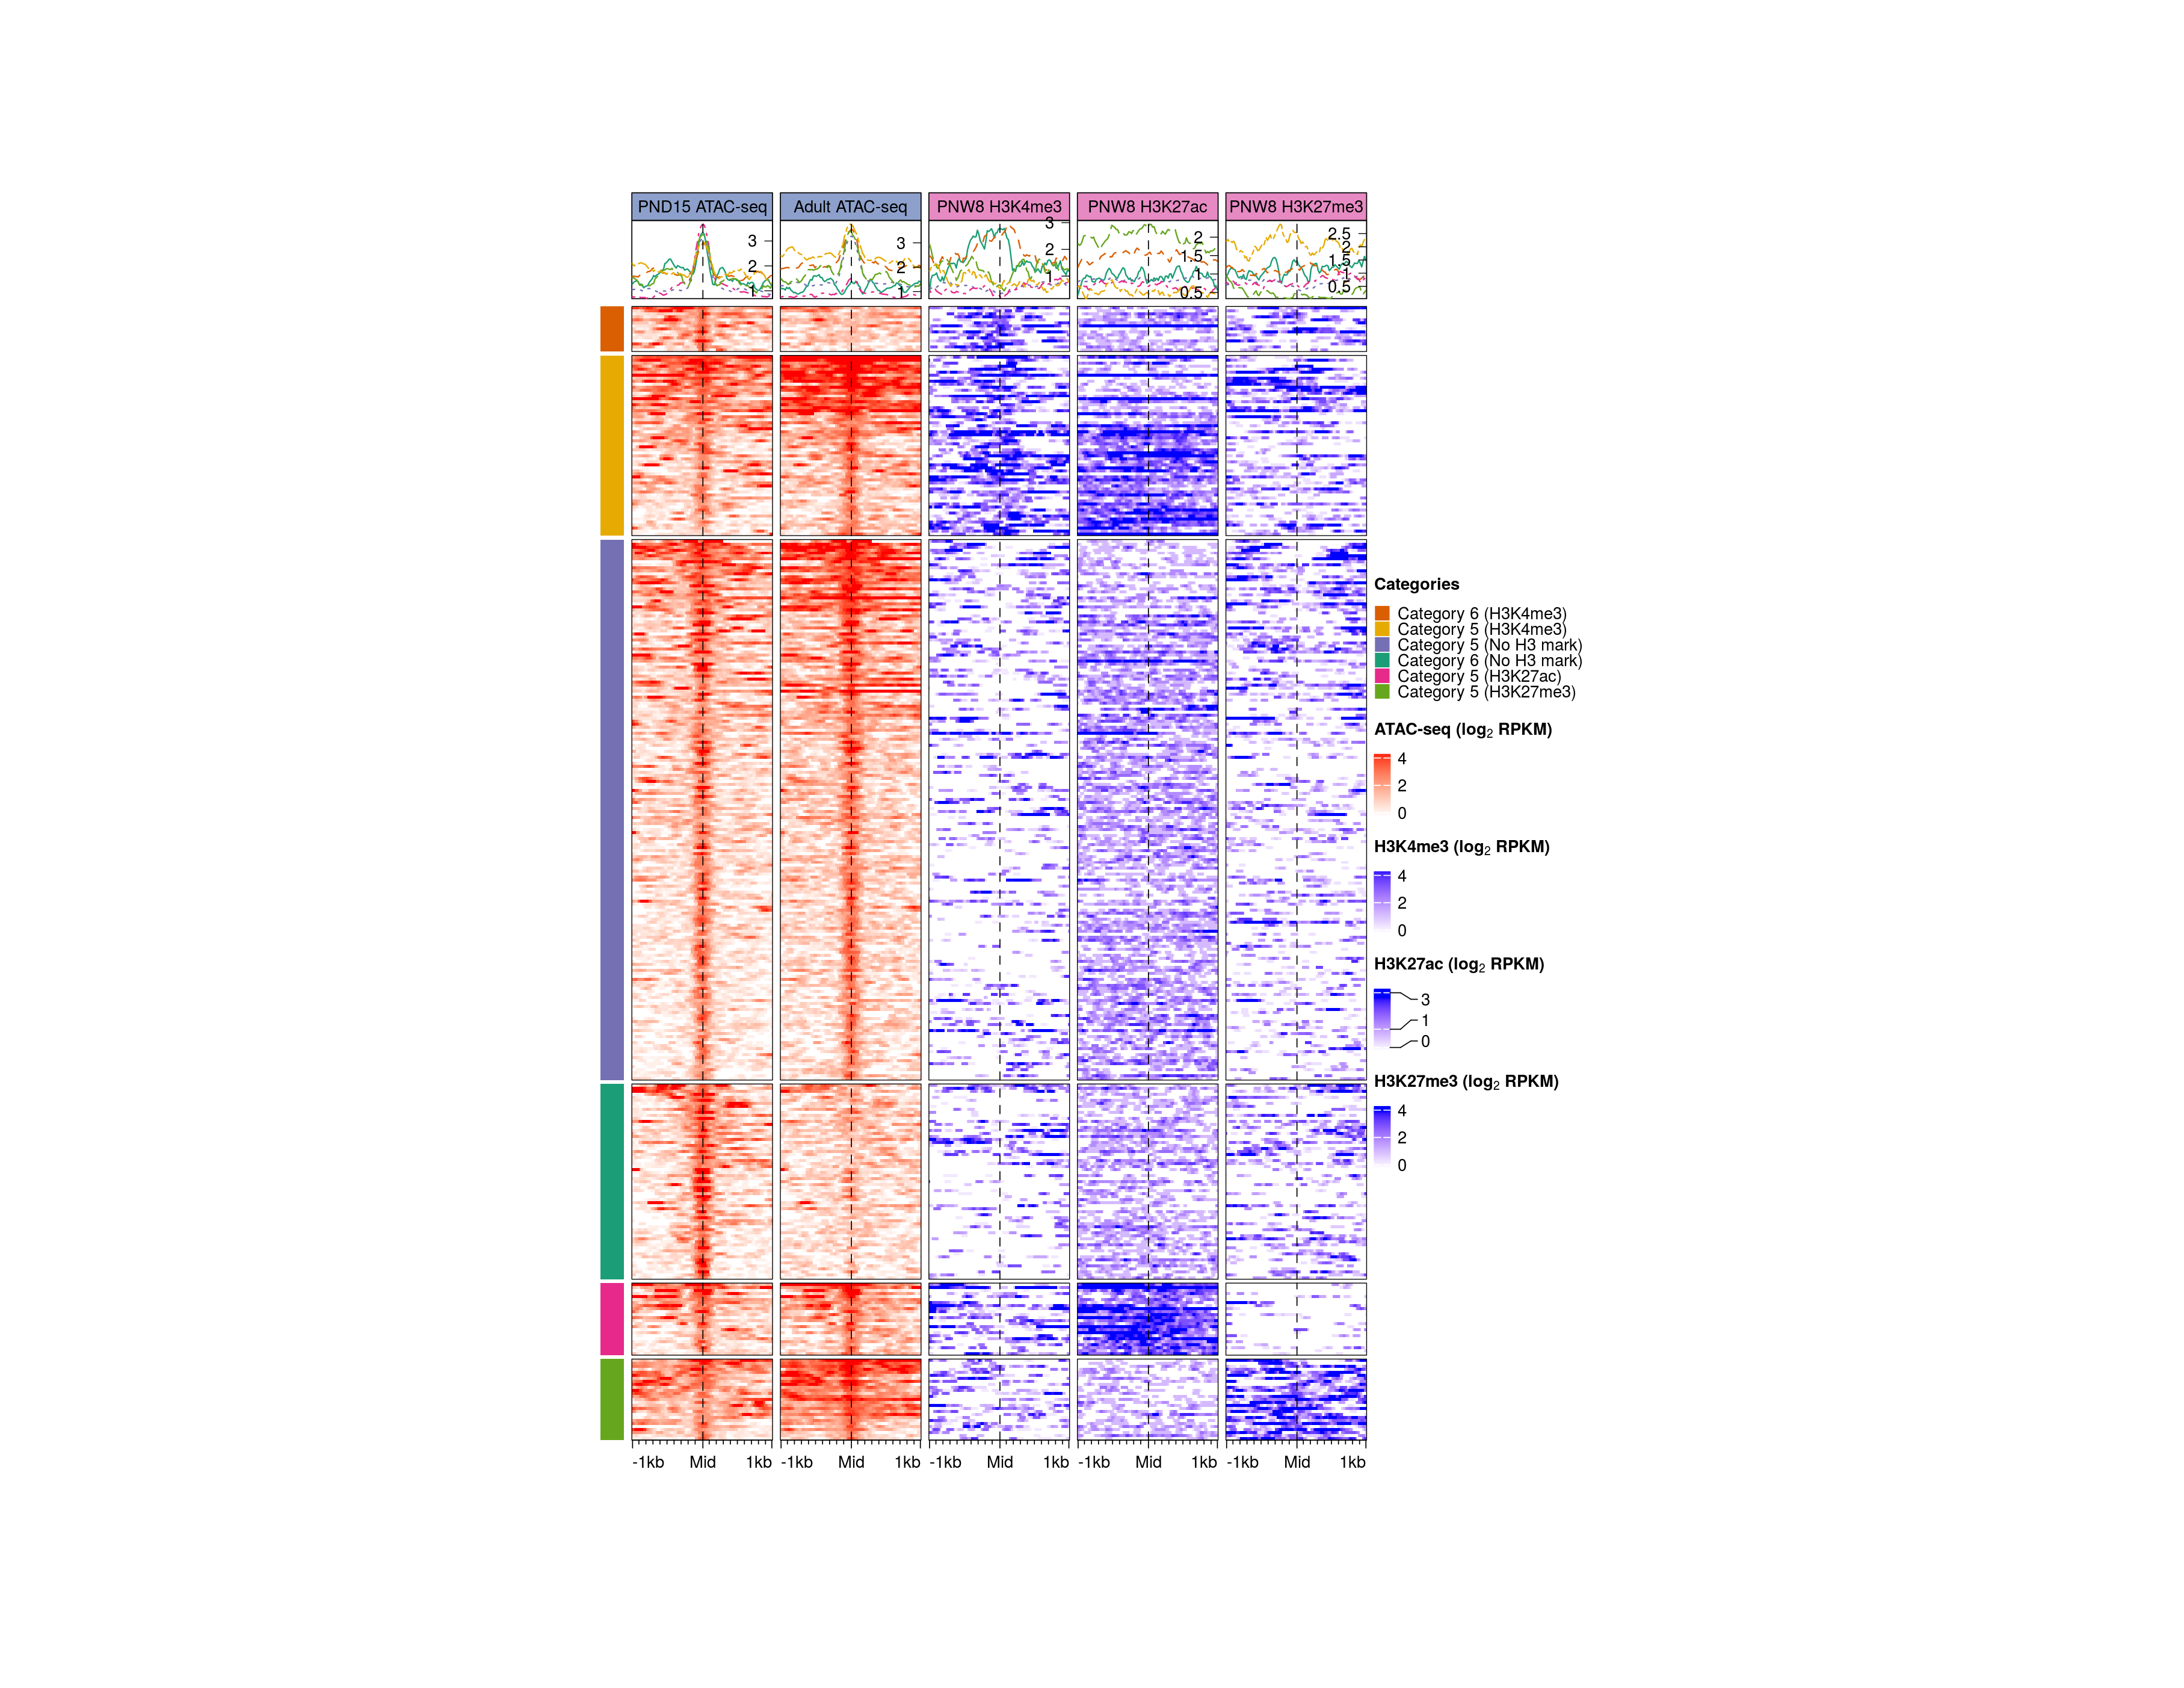 PND15 ATAC-seq
Adult ATAC-seq
PNW8 H3K4me3
PNW8 H3K27ac
PNW8 H3K27me3
3
2
1
3
2
1
3
2
1
2
1.5
1
0.5
2.5
2
1.5
1
0.5
Categories
Category 6 (H3K4me3)
Category 5 (H3K4me3)
Category 5 (No H3 mark)
Category 6 (No H3 mark)
Category 5 (H3K27ac)
Category 5 (H3K27me3)
ATAC-seq (log₂ RPKM)
4
2
0
H3K4me3 (log₂ RPKM)
4
2
0
H3K27ac (log₂ RPKM)
3
1
0
H3K27me3 (log₂ RPKM)
4
2
0
-1kb Mid 1kb
-1kb Mid 1kb
-1kb Mid 1kb
-1kb Mid 1kb
-1kb Mid 1kb